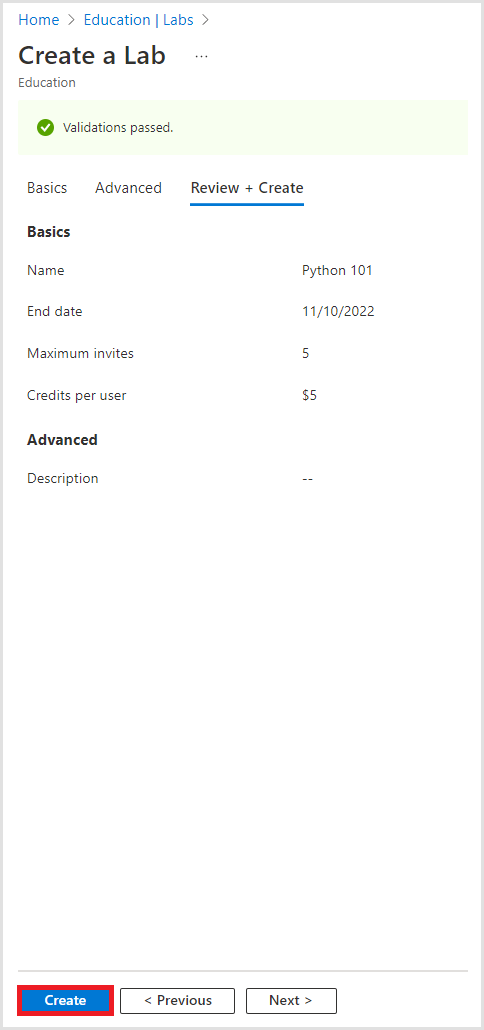 Home > Education | Labs >
Create a Lab ...
Education
Validations passed.
Basics Advanced Review + Create
Basics
Name Python 101
End date 11/10/2022
Maximum invites 5
Credits per user $5
Advanced
Description --
Create < Previous Next >